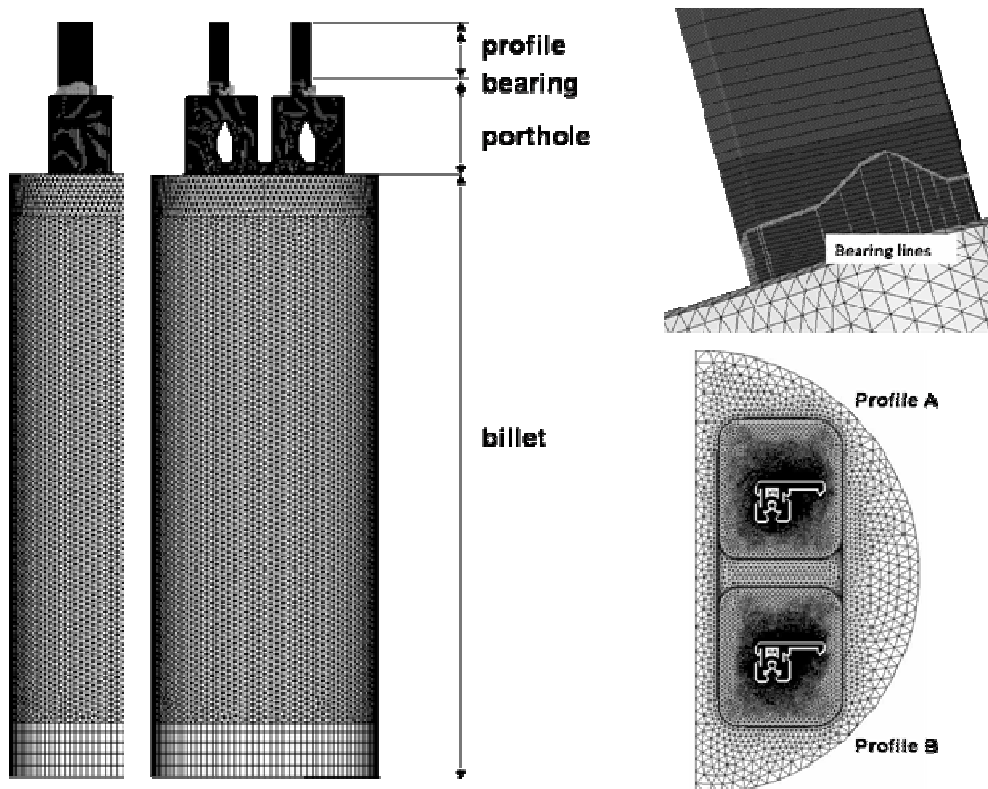 profile
bearing
porthole
billet
Bearing lines
Profile A
Profile B